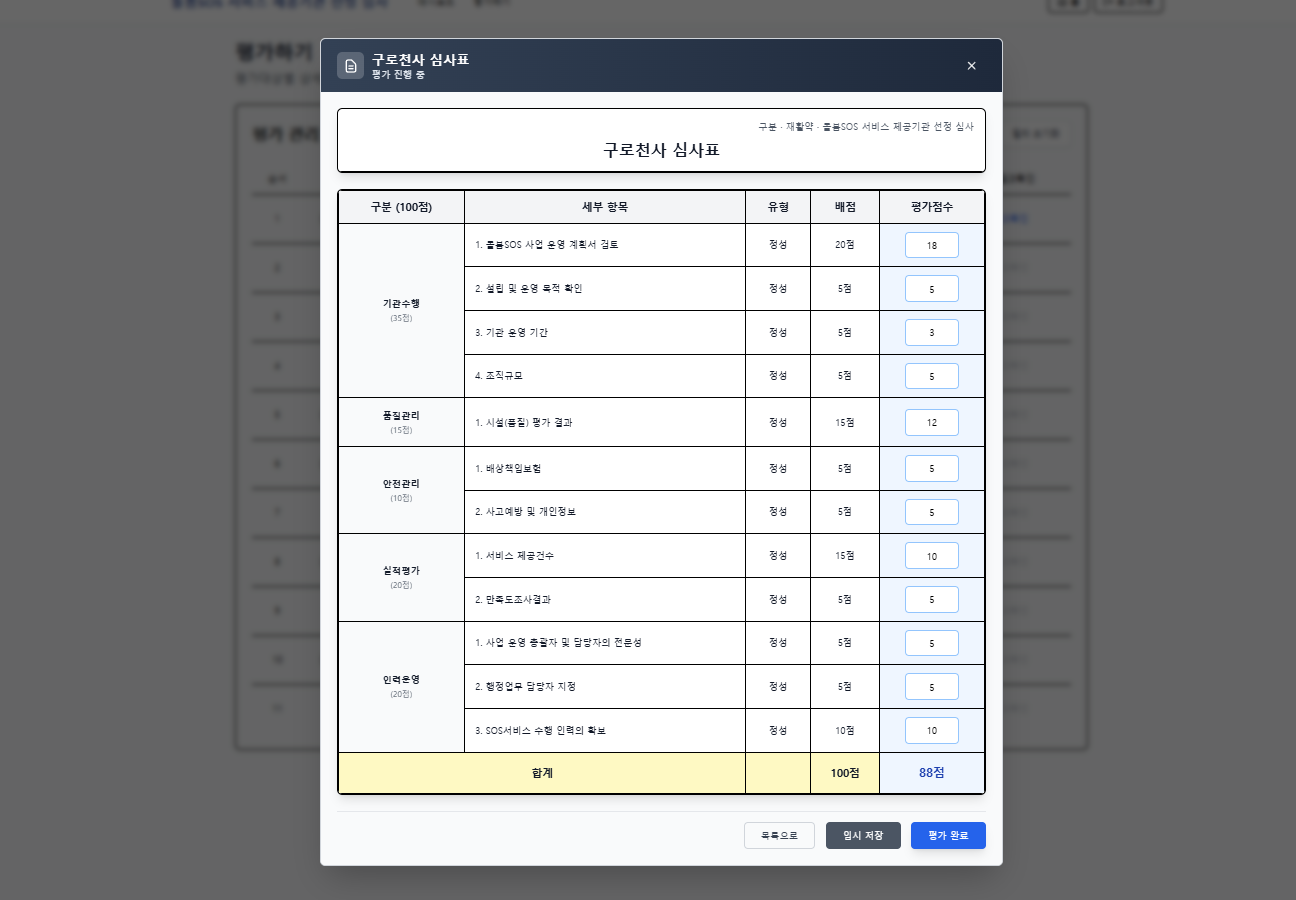 평가하기
평가 관리
구로천사 심사표
평가 진행 중
구분 · 재활약 · 돌봄SOS 서비스 제공기관 선정 심사
구로천사 심사표
구분 (100점) 세부 항목 유형 배점 평가점수
기관수행
(35점)
1. 돌봄SOS 사업 운영 계획서 검토 정성 20점 18
2. 설립 및 운영 목적 확인 정성 5점 5
3. 기관 운영 기간 정성 5점 3
4. 조직규모 정성 5점 5
품질관리
(15점)
1. 시설(품질) 평가 결과 정성 15점 12
안전관리
(10점)
1. 배상책임보험 정성 5점 5
2. 사고예방 및 개인정보 정성 5점 5
실적평가
(20점)
1. 서비스 제공건수 정성 15점 10
2. 만족도조사결과 정성 5점 5
인력운영
(20점)
1. 사업 운영 총괄자 및 담당자의 전문성 정성 5점 5
2. 행정업무 담당자 지정 정성 5점 5
3. SOS서비스 수행 인력의 확보 정성 10점 10
합계 100점 88점
목록으로 임시 저장 평가 완료